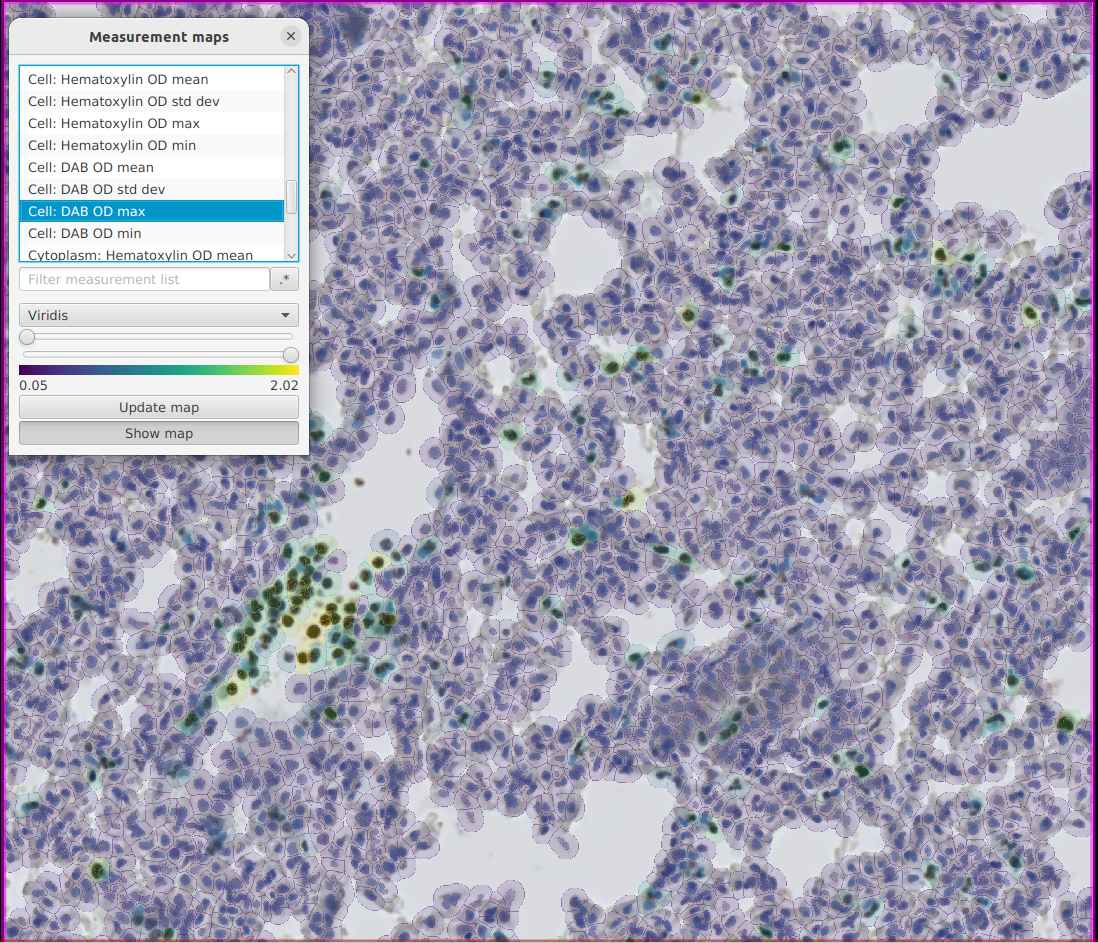 Measurement maps
Cell: Hematoxylin OD mean
Cell: Hematoxylin OD std dev
Cell: Hematoxylin OD max
Cell: Hematoxylin OD min
Cell: DAB OD mean
Cell: DAB OD std dev
Cell: DAB OD max
Cell: DAB OD min
Cytoplasm: Hematoxylin OD mean
Filter measurement list .*
Viridis
0.05 2.02
Update map
Show map